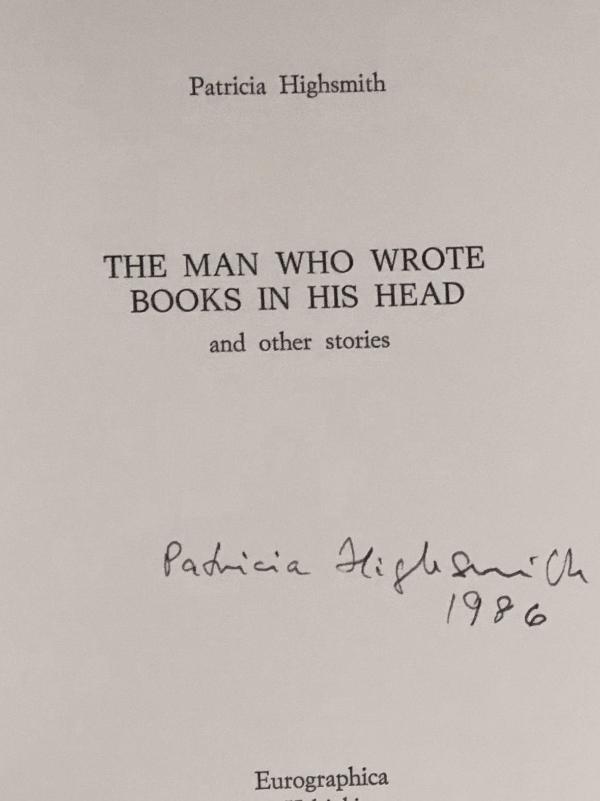 Patricia Highsmith
THE MAN WHO WROTE
BOOKS IN HIS HEAD
and other stories
Patricia Highsmith
1986
Eurographica